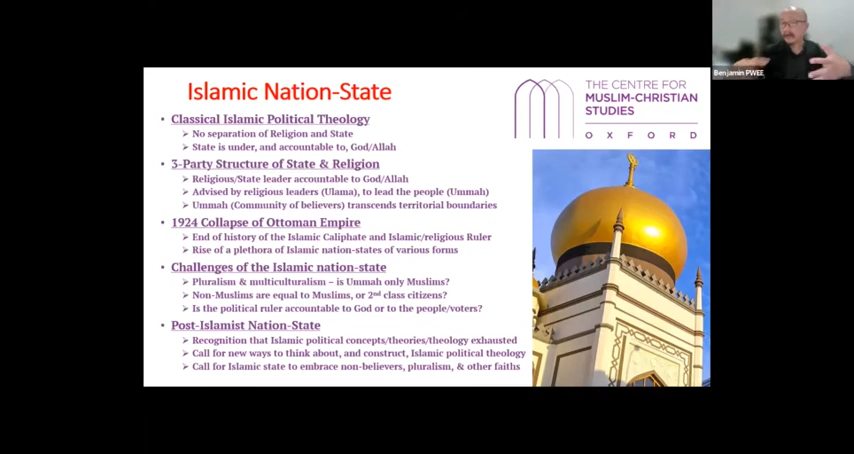 Benjamin PWEE
Islamic Nation-State
THE CENTRE FOR
MUSLIM-CHRISTIAN
STUDIES
OXFORD
• Classical Islamic Political Theology
➢ No separation of Religion and State
➢ State is under, and accountable to, God/Allah
• 3-Party Structure of State & Religion
➢ Religious/State leader accountable to God/Allah
➢ Advised by religious leaders (Ulama), to lead the people (Ummah)
➢ Ummah (Community of believers) transcends territorial boundaries
• 1924 Collapse of Ottoman Empire
➢ End of history of the Islamic Caliphate and Islamic/religious Ruler
➢ Rise of a plethora of Islamic nation-states of various forms
• Challenges of the Islamic nation-state
➢ Pluralism & multiculturalism – is Ummah only Muslims?
➢ Non-Muslims are equal to Muslims, or 2nd class citizens?
➢ Is the political ruler accountable to God or to the people/voters?
• Post-Islamist Nation-State
➢ Recognition that Islamic political concepts/theories/theology exhausted
➢ Call for new ways to think about, and construct, Islamic political theology
➢ Call for Islamic state to embrace non-believers, pluralism, & other faiths